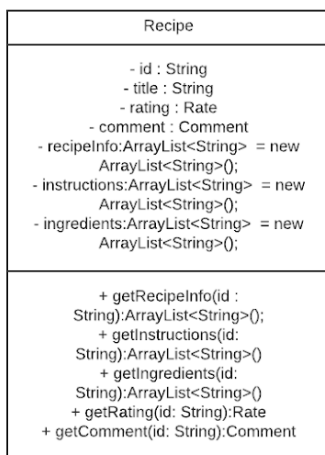 Recipe
- id : String
- title : String
- rating : Rate
- comment : Comment
- recipeInfo:ArrayList<String> = new
ArrayList<String>();
- instructions:ArrayList<String> = new
ArrayList<String>();
- ingredients:ArrayList<String> = new
ArrayList<String>();
+ getRecipeInfo(id :
String):ArrayList<String>();
+ getInstructions(id:
String):ArrayList<String>()
+ getIngredients(id:
String):ArrayList<String>()
+ getRating(id: String):Rate
+ getComment(id: String):Comment